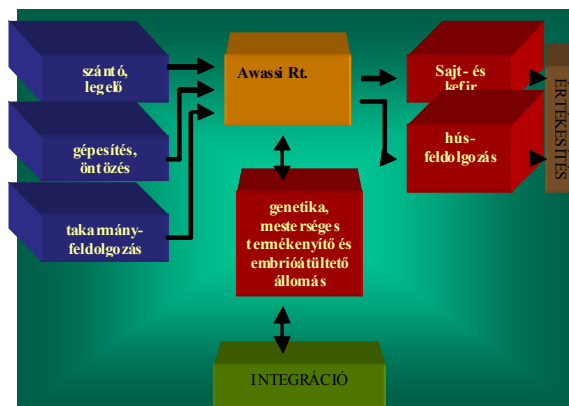 szántó,
legelő
gépesítés,
öntözés
takarmány-
feldolgozás
Awassi Rt.
genetika,
mesterséges
termékenyítő és
embrióátültető
állomás
INTEGRÁCIÓ
Sajt- és
kefir
hús-
feldolgozás
ÉRTÉKESÍTÉS